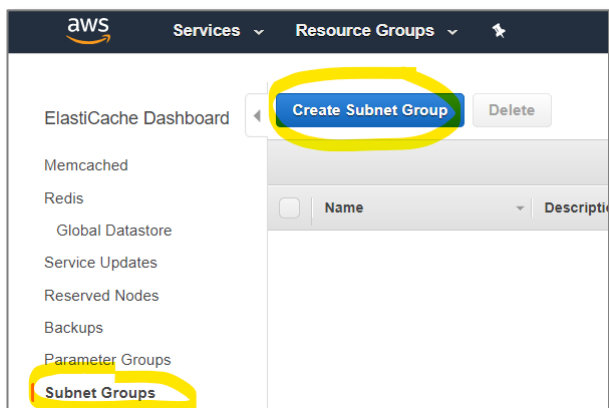 aws Services Resource Groups
ElastiCache Dashboard
Create Subnet Group Delete
Memcached
Redis
Global Datastore
Service Updates
Reserved Nodes
Backups
Parameter Groups
Subnet Groups
Name